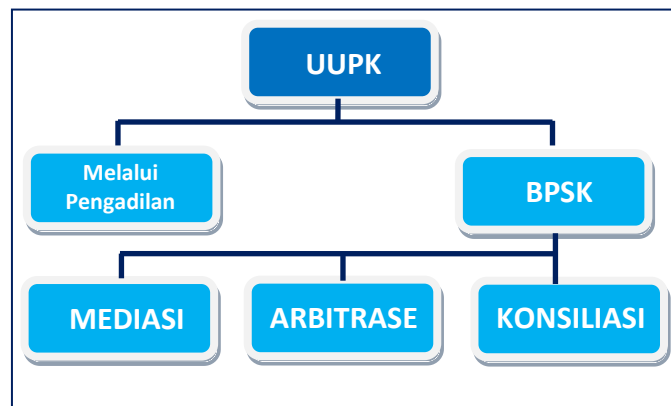 UUPK
Melalui
Pengadilan
BPSK
MEDIASI
ARBITRASE
KONSILIASI